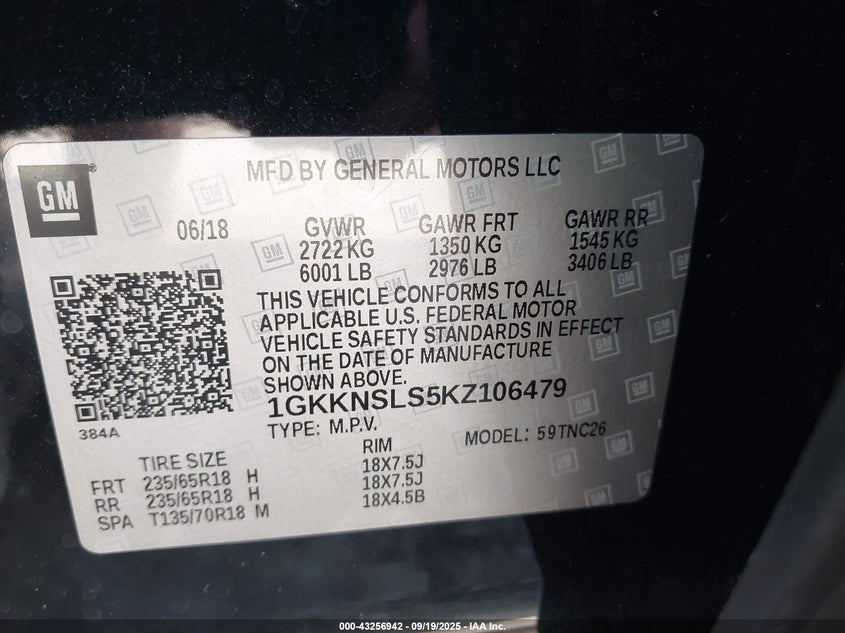 GM
MFD BY GENERAL MOTORS LLC
06/18 GVWR GAWR FRT GAWR RR
2722 KG 1350 KG 1545 KG
6001 LB 2976 LB 3406 LB
THIS VEHICLE CONFORMS TO ALL
APPLICABLE U.S. FEDERAL MOTOR
VEHICLE SAFETY STANDARDS IN EFFECT
ON THE DATE OF MANUFACTURE
SHOWN ABOVE.
1GKKNSLS5KZ106479
384A
TYPE: M.P.V. MODEL: 59TNC26
TIRE SIZE RIM
FRT 235/65R18 H 18X7.5J
RR 235/65R18 H 18X7.5J
SPA T135/70R18 M 18X4.5B
000-43256942 - 09/19/2025 - IAA Inc.